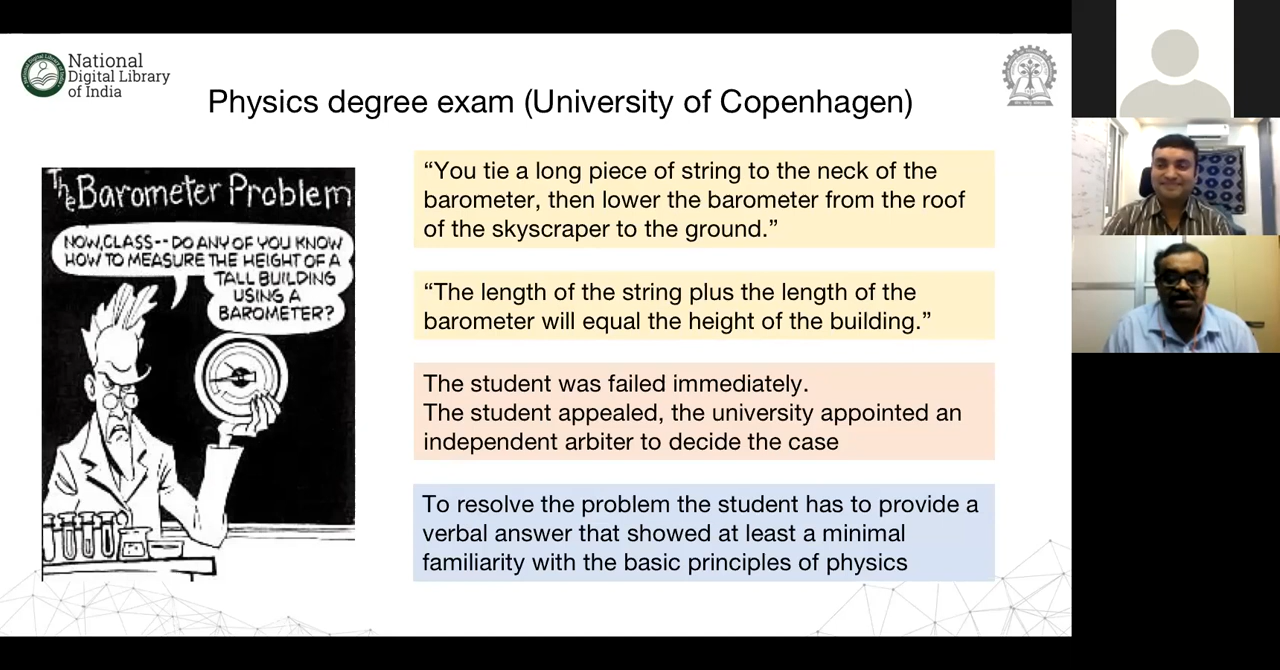 National
Digital Library
of India
Physics degree exam (University of Copenhagen)
The Barometer Problem
NOW, CLASS-- DO ANY OF YOU KNOW
HOW TO MEASURE THE HEIGHT OF A
TALL BUILDING
USING A
BAROMETER?
“You tie a long piece of string to the neck of the
barometer, then lower the barometer from the roof
of the skyscraper to the ground.”
“The length of the string plus the length of the
barometer will equal the height of the building.”
The student was failed immediately.
The student appealed, the university appointed an
independent arbiter to decide the case
To resolve the problem the student has to provide a
verbal answer that showed at least a minimal
familiarity with the basic principles of physics